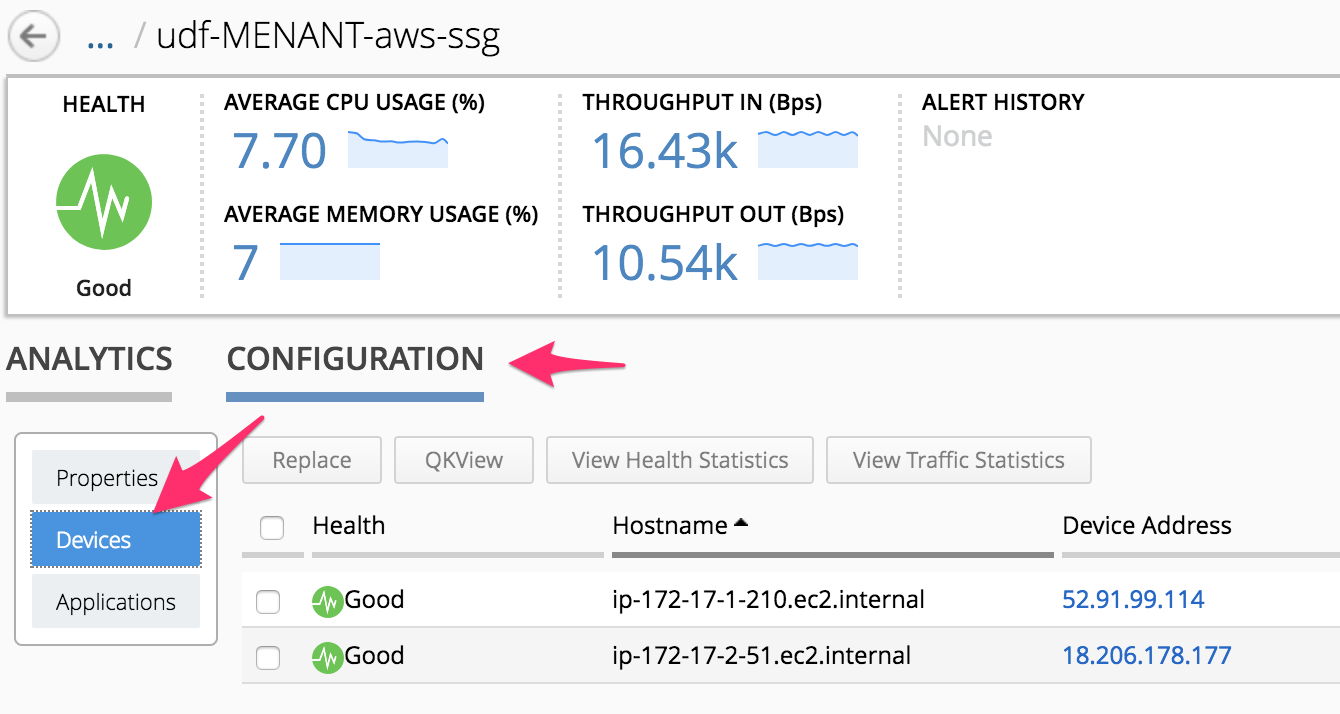 ... / udf-MENANT-aws-ssg
HEALTH
Good
AVERAGE CPU USAGE (%)
7.70
AVERAGE MEMORY USAGE (%)
7
THROUGHPUT IN (Bps)
16.43k
THROUGHPUT OUT (Bps)
10.54k
ALERT HISTORY
None
ANALYTICS CONFIGURATION
Properties
Devices
Applications
Replace QKView View Health Statistics View Traffic Statistics
Health Hostname Device Address
Good ip-172-17-1-210.ec2.internal 52.91.99.114
Good ip-172-17-2-51.ec2.internal 18.206.178.177